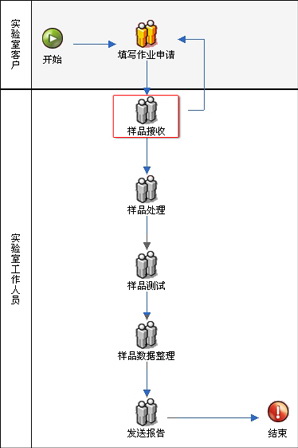 实验室客户
开始
填写作业申请
实验室工作人员
样品接收
样品处理
样品测试
样品数据整理
发送报告
结束